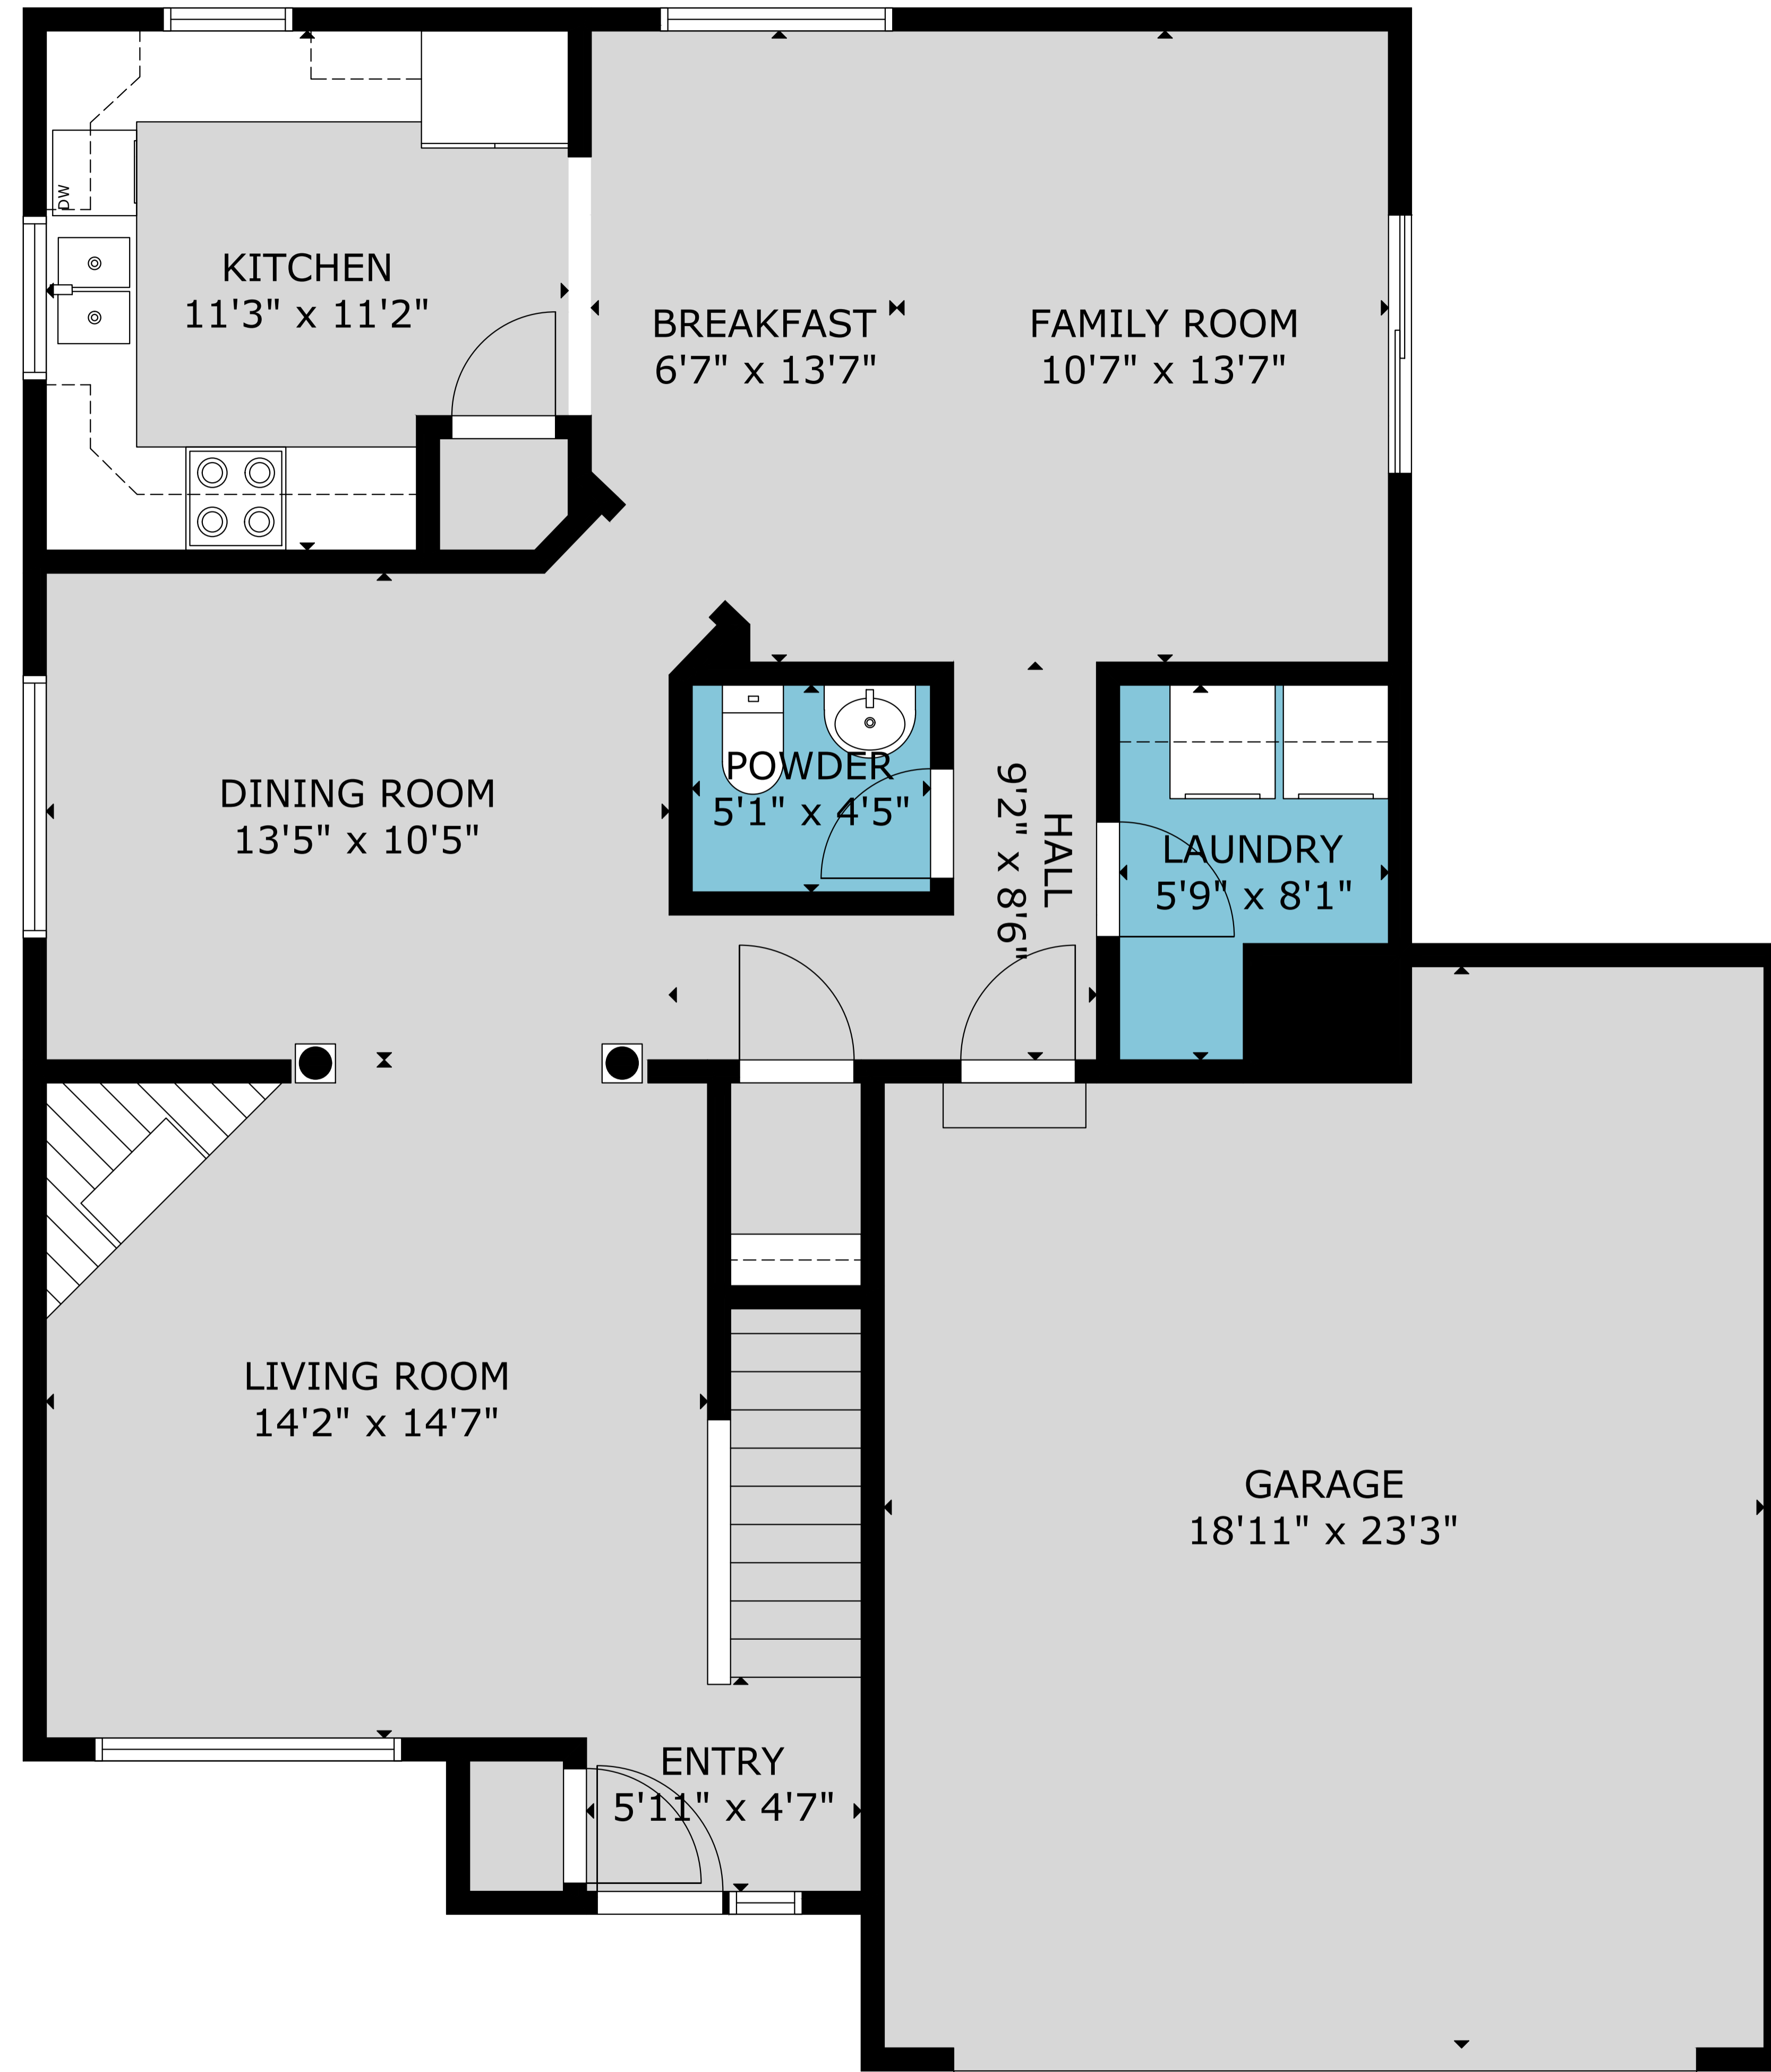 DW
KITCHEN
11'3" x 11'2"
BREAKFAST
6'7" x 13'7"
FAMILY ROOM
10'7" x 13'7"
DINING ROOM
13'5" x 10'5"
POWDER
5'1" x 4'5"
HALL
9'2" x 8'6"
LAUNDRY
5'9" x 8'1"
LIVING ROOM
14'2" x 14'7"
GARAGE
18'11" x 23'3"
ENTRY
5'11" x 4'7"